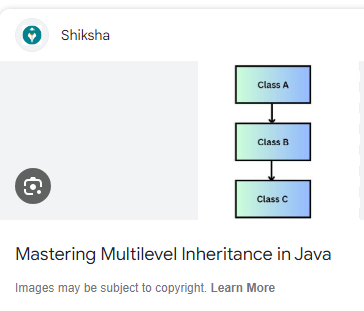 Shiksha
Class A
Class B
Class C
Mastering Multilevel Inheritance in Java
Images may be subject to copyright. Learn More